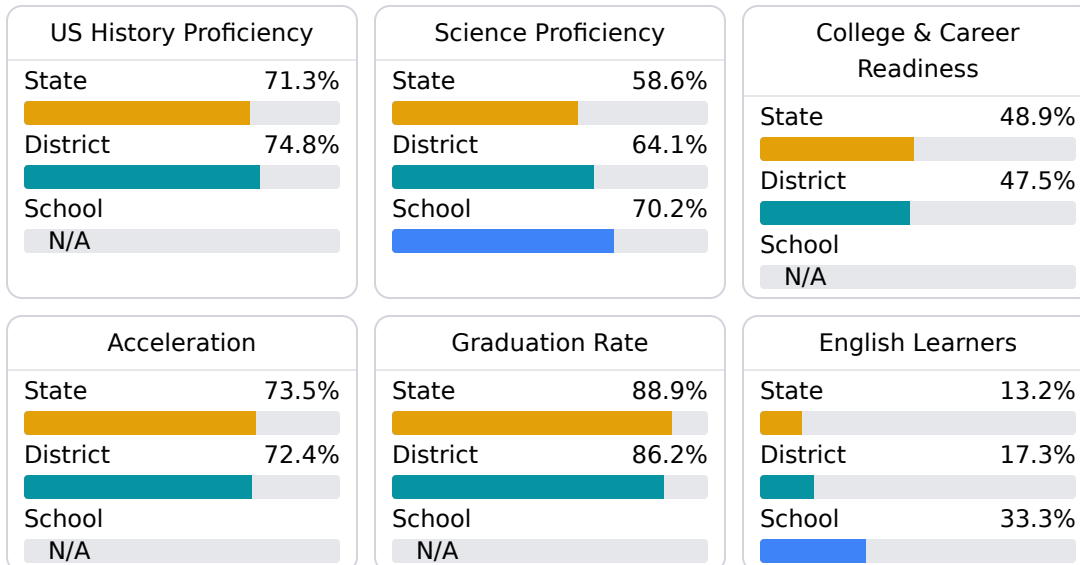 US History Proficiency
State 71.3%
District 74.8%
School
N/A
Science Proficiency
State 58.6%
District 64.1%
School 70.2%
College & Career
Readiness
State 48.9%
District 47.5%
School
N/A
Acceleration
State 73.5%
District 72.4%
School
N/A
Graduation Rate
State 88.9%
District 86.2%
School
N/A
English Learners
State 13.2%
District 17.3%
School 33.3%